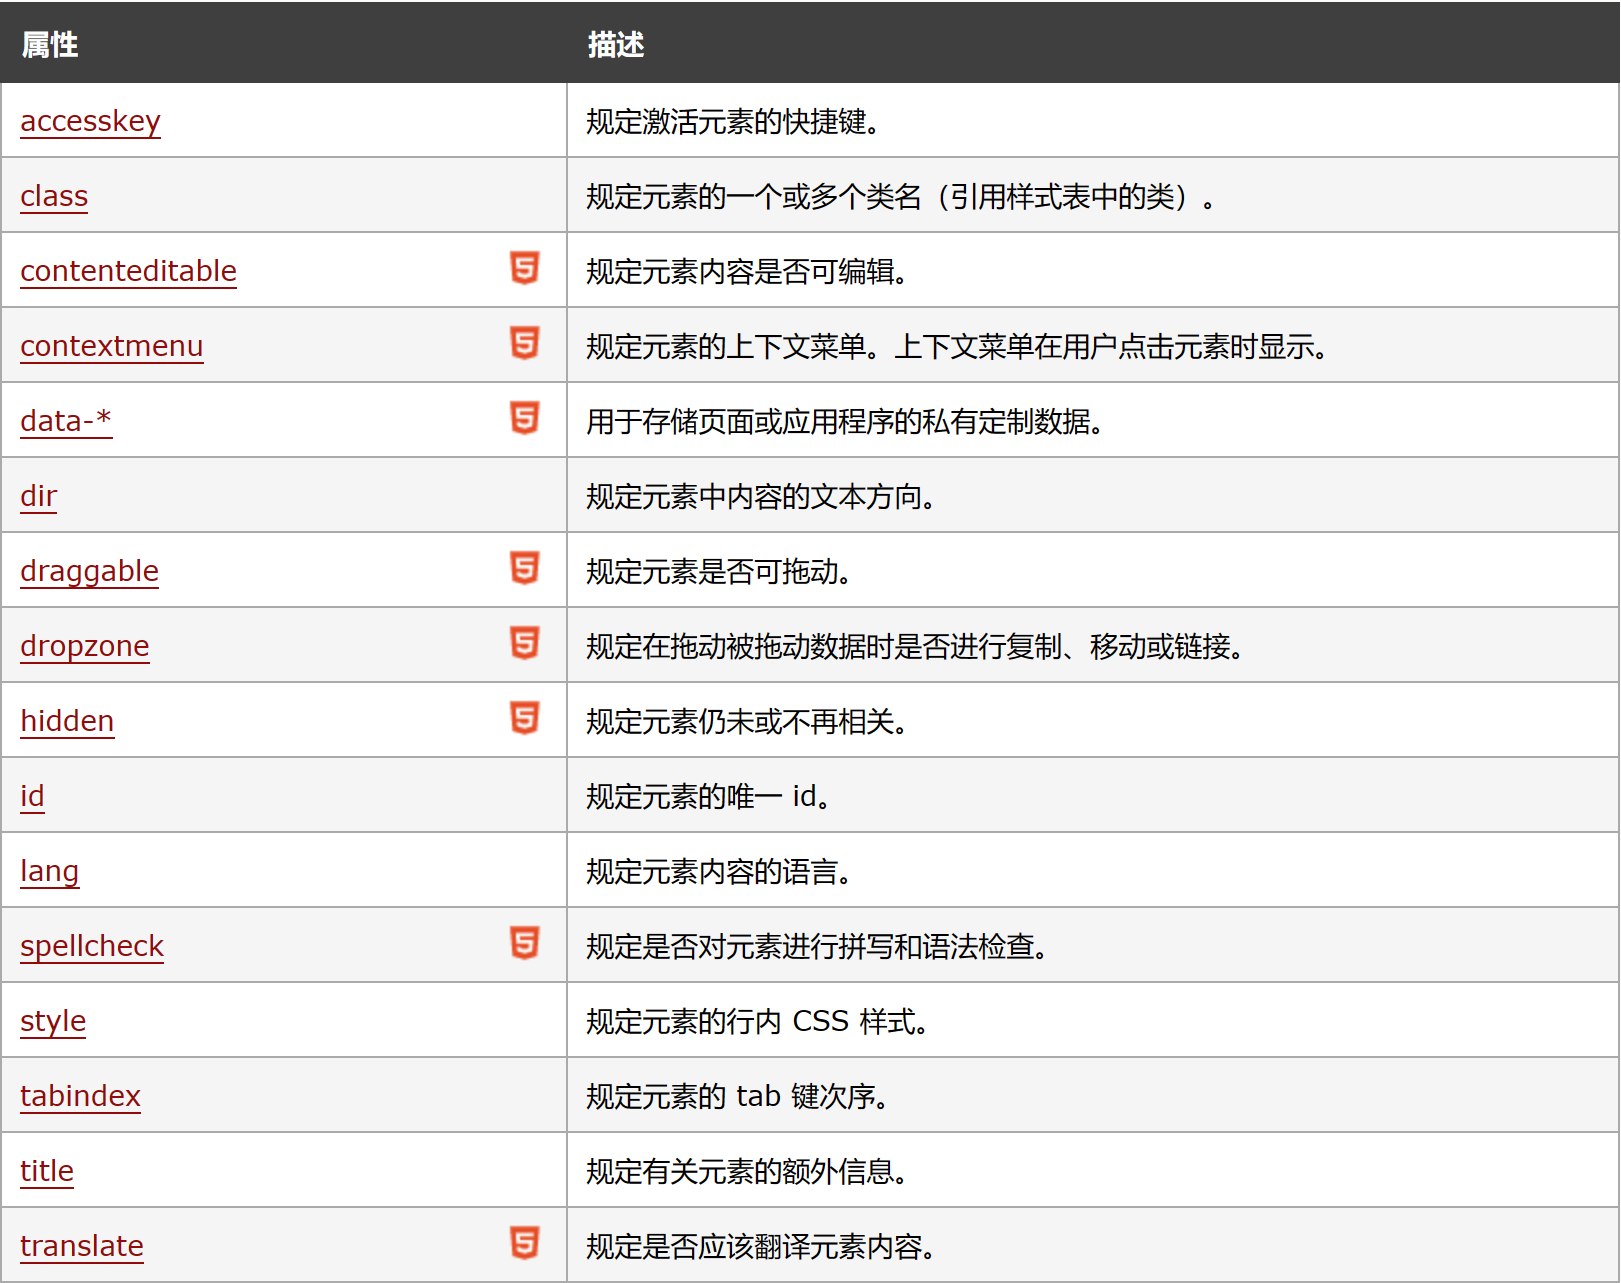 属性 描述
accesskey 规定激活元素的快捷键。
class 规定元素的一个或多个类名（引用样式表中的类）。
contenteditable 5 规定元素内容是否可编辑。
contextmenu 5 规定元素的上下文菜单。上下文菜单在用户点击元素时显示。
data-* 5 用于存储页面或应用程序的私有定制数据。
dir 规定元素中内容的文本方向。
draggable 5 规定元素是否可拖动。
dropzone 5 规定在拖动被拖动数据时是否进行复制、移动或链接。
hidden 5 规定元素仍未或不再相关。
id 规定元素的唯一 id。
lang 规定元素内容的语言。
spellcheck 5 规定是否对元素进行拼写和语法检查。
style 规定元素的行内 CSS 样式。
tabindex 规定元素的 tab 键次序。
title 规定有关元素的额外信息。
translate 5 规定是否应该翻译元素内容。